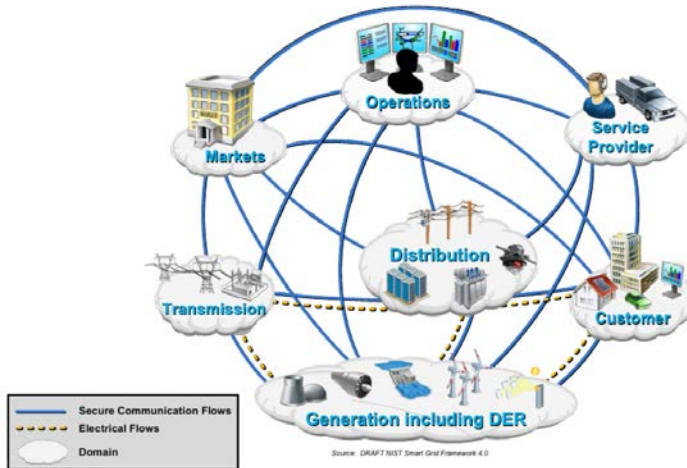 Operations
Service
Provider
Markets
Distribution
Transmission
Customer
Generation including DER
Secure Communication Flows
Electrical Flows
Domain
Source: DRAFT NIST Smart Grid Framework 4.0